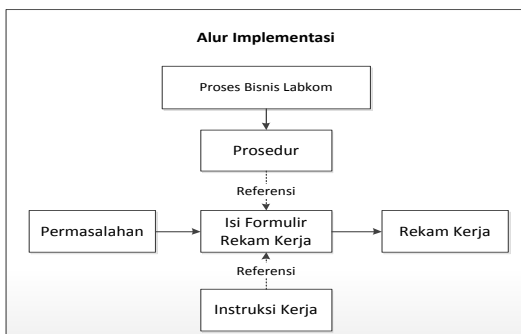 Alur Implementasi
Proses Bisnis Labkom
Prosedur
Referensi
Permasalahan
Isi Formulir
Rekam Kerja
Rekam Kerja
Referensi
Instruksi Kerja